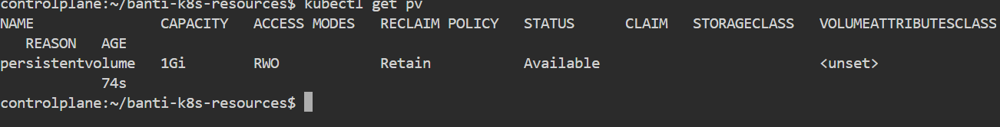 controlplane:~/banti-k8s-resources$ kubectl get pv
NAME               CAPACITY   ACCESS MODES   RECLAIM POLICY   STATUS      CLAIM   STORAGECLASS   VOLUMEATTRIBUTESCLASS
   REASON   AGE
persistentvolume   1Gi        RWO            Retain           Available                          <unset>
            74s
controlplane:~/banti-k8s-resources$